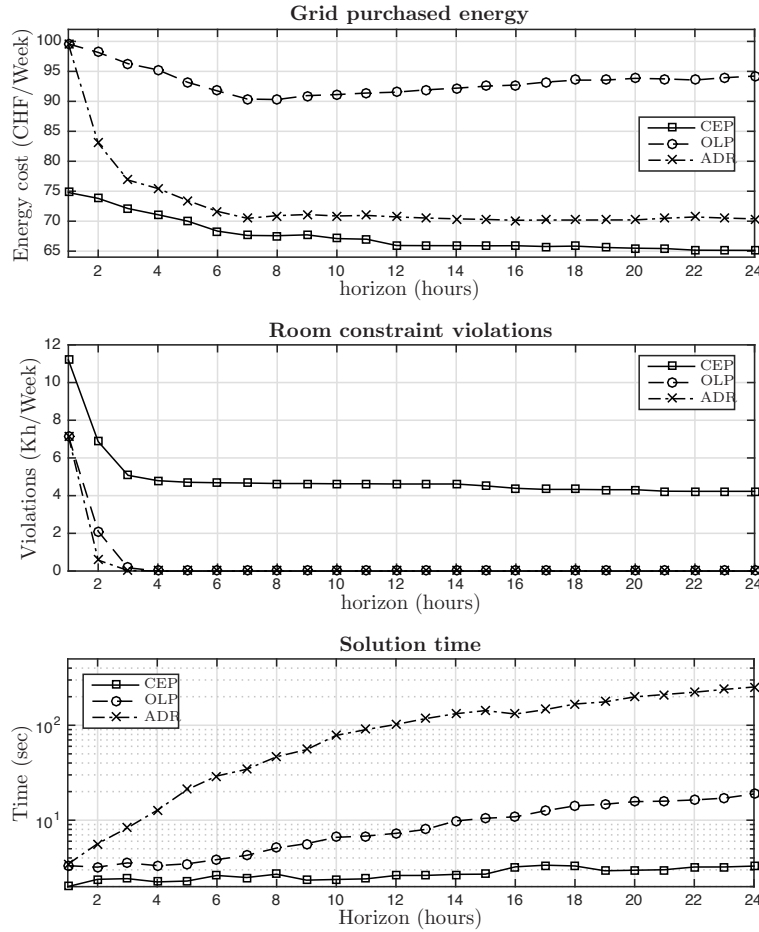 Grid purchased energy
Energy cost (CHF/Week)
100
95
90
85
80
75
70
65
CEP
OLP
ADR
2 4 6 8 10 12 14 16 18 20 22 24
horizon (hours)
Room constraint violations
Violations (Kh/Week)
12
10
8
6
4
2
0
CEP
OLP
ADR
2 4 6 8 10 12 14 16 18 20 22 24
horizon (hours)
Solution time
Time (sec)
CEP
OLP
ADR
10²
10¹
2 4 6 8 10 12 14 16 18 20 22 24
Horizon (hours)